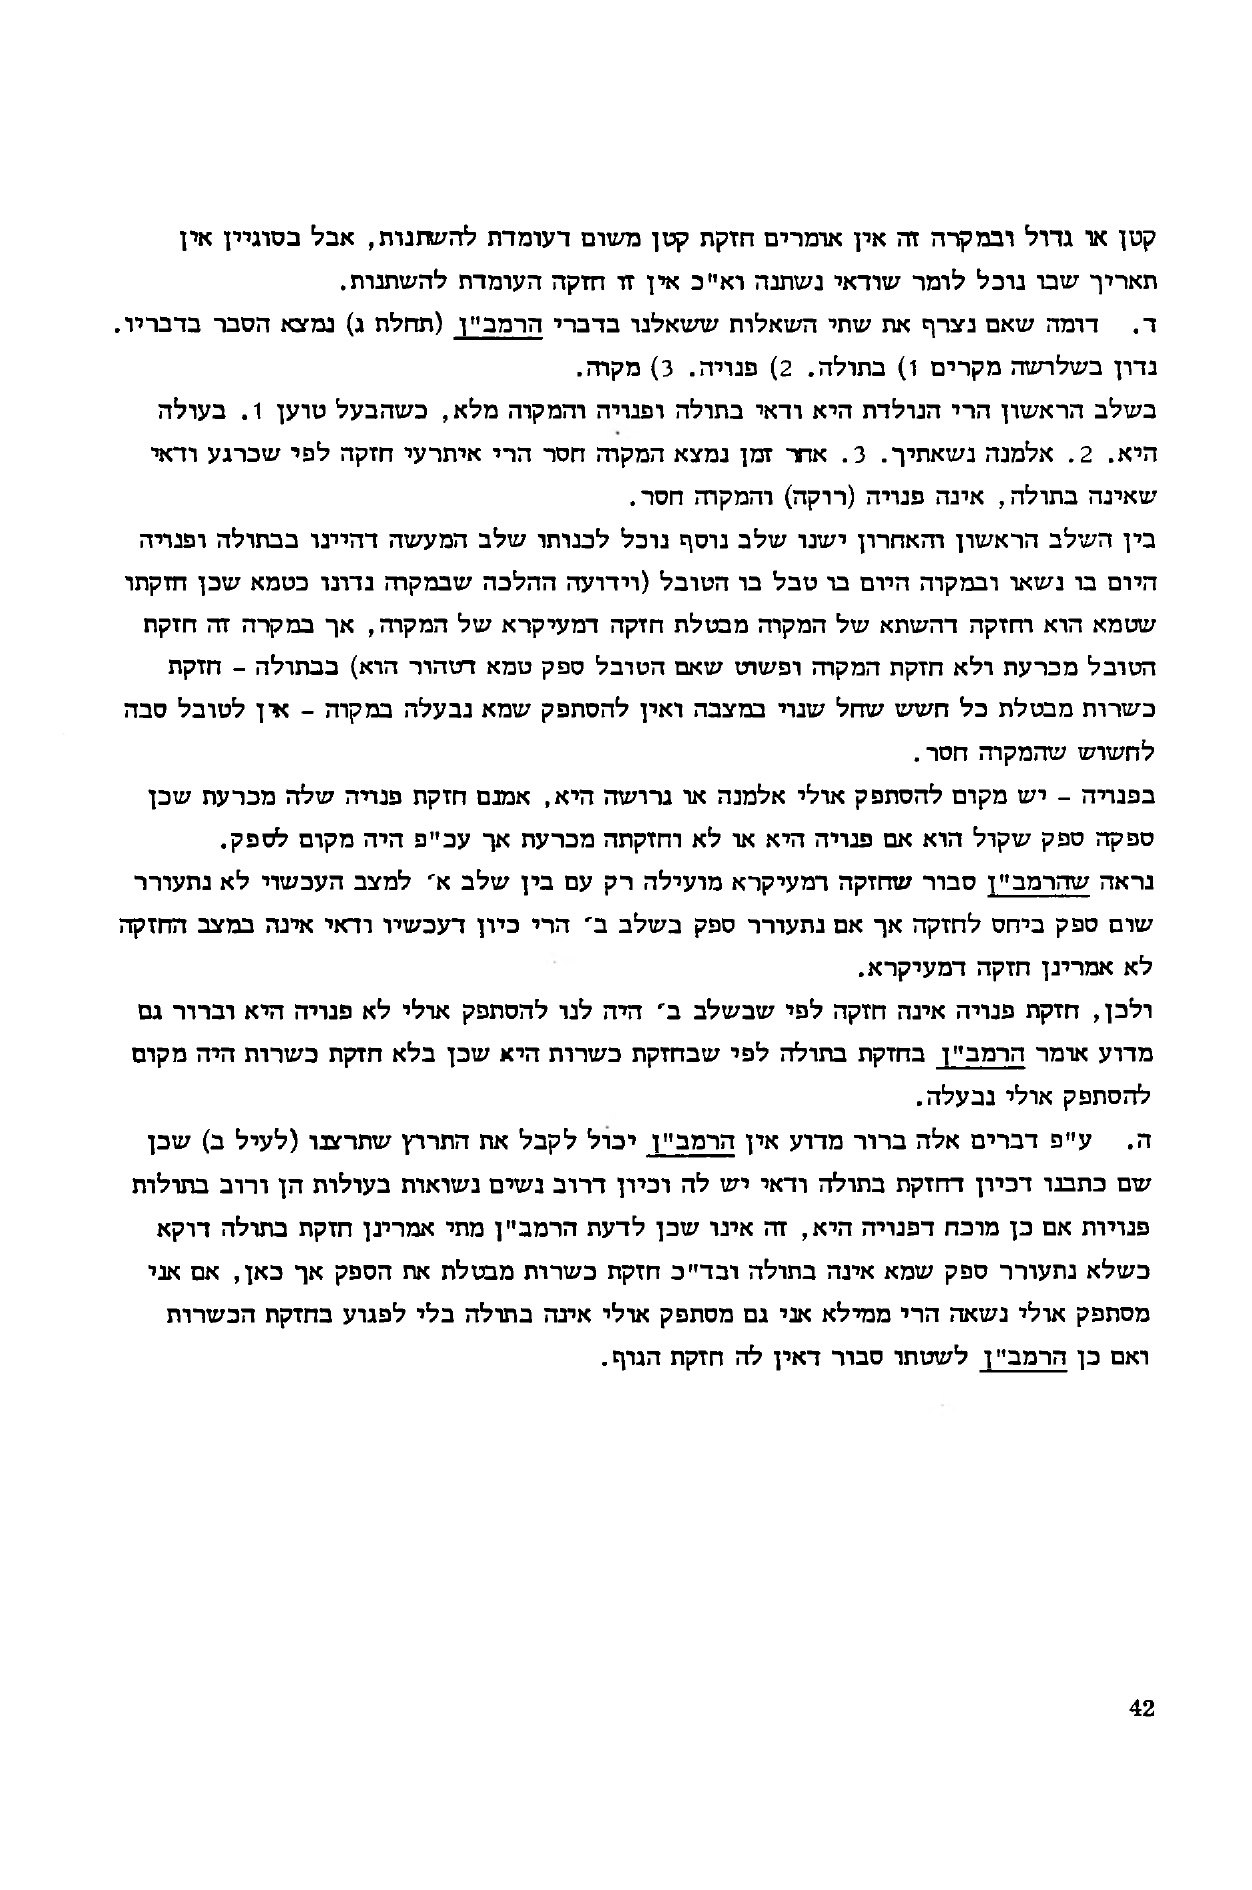 קטן או גדול ובמקרה זה אין אומרים חזקת קטן משום דעומדת להשתנות, אבל בסוגיין אין
תאריך שבו נוכל לומר שודאי נשתנה וא"כ אין זו חזקה העומדת להשתנות.
ד. דומה שאם נצרף את שתי השאלות ששאלנו בדברי הרמב"ן (תחלת ג) נמצא הסבר בדבריו.
נדון בשלושה מקרים 1) בתולה. 2) פנויה. 3) מקוה.
בשלב הראשון הרי הנולדת היא ודאי בתולה ופנויה והמקוה מלא, כשהבעל טוען 1. בעולה
היא. 2. אלמנה נשאתיך. 3. אחר זמן נמצא המקוה חסר הרי איתרעי חזקה לפי שכרגע ודאי
שאינה בתולה, אינה פנויה (רוקה) והמקוה חסר.
בין השלב הראשון והאחרון ישנו שלב נוסף נוכל לכנותו שלב המעשה דהיינו בבתולה ופנויה
היום בו נשאו ובמקוה היום בו טבל בו הטובל (וידועה ההלכה שבמקוה נדונו כטמא שכן חזקתו
שטמא הוא וחזקה דהשתא של המקוה מבטלת חזקה דמעיקרא של המקוה, אך במקרה זה חזקת
הטובל מכרעת ולא חזקת המקוה ופשוט שאם הטובל ספק טמא דטהור הוא) בבתולה - חזקת
כשרות מבטלת כל חשש שחל שנוי במצבה ואין להסתפק שמא נבעלה במקוה - אין לטובל סבה
לחשוש שהמקוה חסר.
בפנויה - יש מקום להסתפק אולי אלמנה או גרושה היא, אמנם חזקת פנויה שלה מכרעת שכן
ספקה ספק שקול הוא אם פנויה היא או לא וחזקתה מכרעת אך עכ"פ היה מקום לספק.
נראה שהרמב"ן סבור שחזקה דמעיקרא מועילה רק עם בין שלב א׳ למצב העכשוי לא נתעורר
שום ספק ביחס לחזקה אך אם נתעורר ספק בשלב ב׳ הרי כיון דעכשיו ודאי אינה במצב החזקה
לא אמרינן חזקה דמעיקרא.
ולכן, חזקת פנויה אינה חזקה לפי שבשלב ב׳ היה לנו להסתפק אולי לא פנויה היא וברור גם
מדוע אומר הרמב"ן בחזקת בתולה לפי שבחזקת כשרות היא שכן בלא חזקת כשרות היה מקום
להסתפק אולי נבעלה.
ה. ע"פ דברים אלה ברור מדוע אין הרמב"ן יכול לקבל את התרוץ שתרצנו (לעיל ב) שכן
שם כתבנו דכיון דחזקת בתולה ודאי יש לה וכיון דרוב נשים נשואות בעולות הן ורוב בתולות
פנויות אם כן מוכח דפנויה היא, זה אינו שכן לדעת הרמב"ן מתי אמרינן חזקת בתולה דוקא
כשלא נתעורר ספק שמא אינה בתולה ובד"כ חזקת כשרות מבטלת את הספק אך כאן, אם אני
מסתפק אולי נשאה הרי ממילא אני גם מסתפק אולי אינה בתולה בלי לפגוע בחזקת הכשרות
ואם כן הרמב"ן לשטתו סבור דאין לה חזקת הגוף.
42